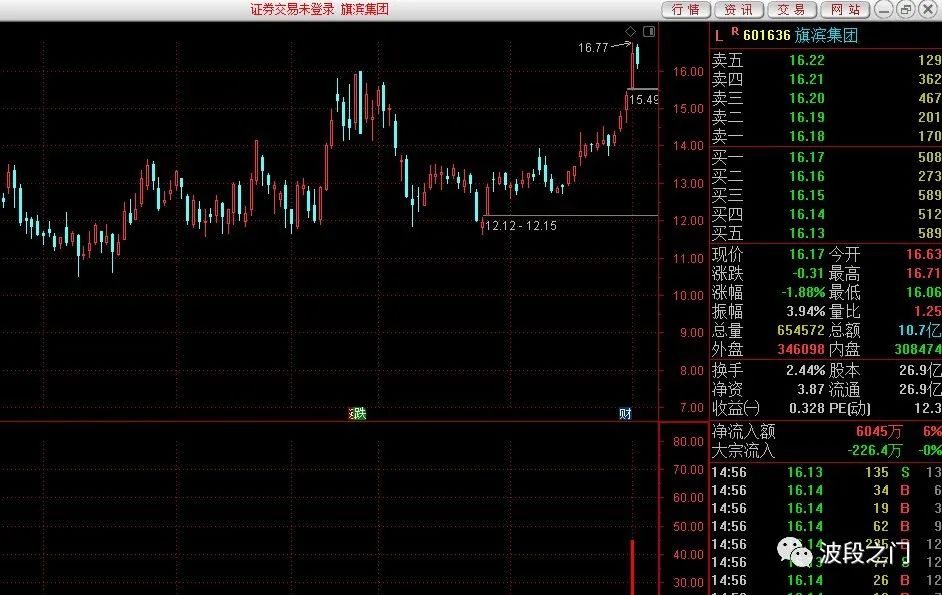 证券交易未登录 旗滨集团
行情 资讯 交易 网站
L R 601636 旗滨集团
卖五 16.22 129
卖四 16.21 362
卖三 16.20 467
卖二 16.19 201
卖一 16.18 170
买一 16.17 508
买二 16.16 273
买三 16.15 589
买四 16.14 512
买五 16.13 589
现价 16.17 今开 16.63
涨跌 -0.31 最高 16.71
涨幅 -1.88% 最低 16.06
振幅 3.94% 量比 1.25
总量 654572 总额 10.7亿
外盘 346098 内盘 308474
换手 2.44% 股本 26.9亿
净资 3.87 流通 26.9亿
收益㈠ 0.328 PE(动) 12.3
净流入额 6045万 6%
大宗流入 -226.4万 -0%
14:56 16.13 135 S 13
14:56 16.14 34 B 6
14:56 16.14 19 B 3
14:56 16.14 62 B 9
14:56 B 12
14:56 S 12
14:56 16.14 26 B 12
波段之门
16.77
15.49
12.12 - 12.15
跌
财
16.00
15.00
14.00
13.00
12.00
11.00
10.00
9.00
8.00
7.00
80.00
70.00
60.00
50.00
40.00
30.00